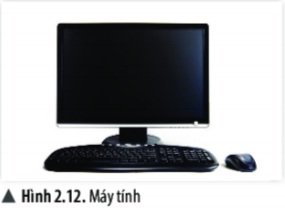 ▲ Hình 2.12. Máy tính